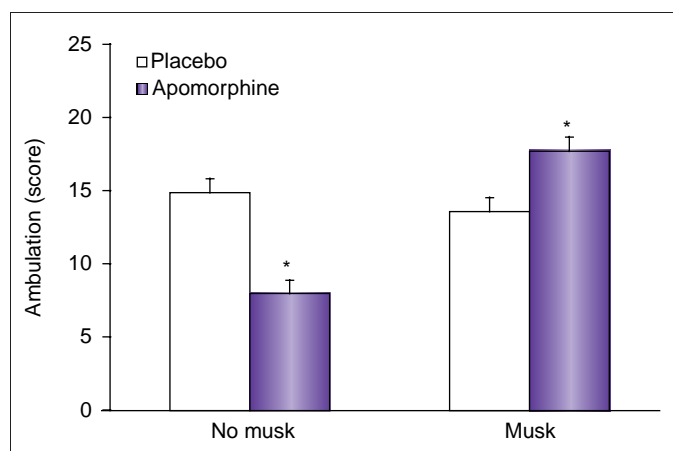 25
20
15
10
5
0
Ambulation (score)
Placebo
Apomorphine
*
*
No musk
Musk